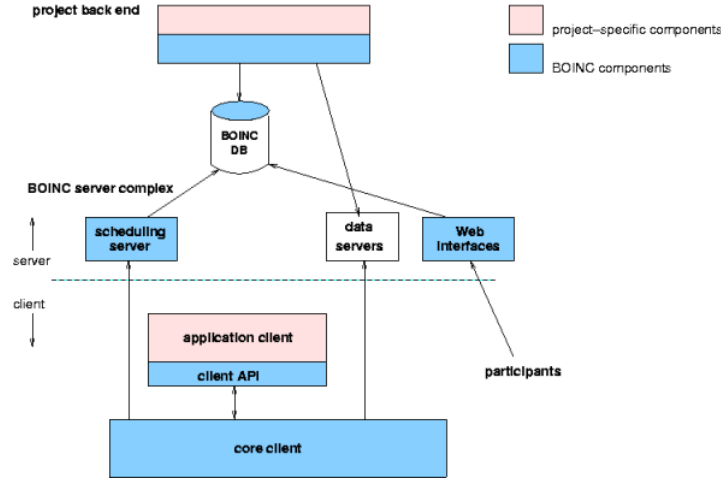 project back end
project--specific components
BOINC components
BOINC
DB
BOINC server complex
scheduling
server
data
servers
Web
interfaces
server
client
application client
client API
participants
core client